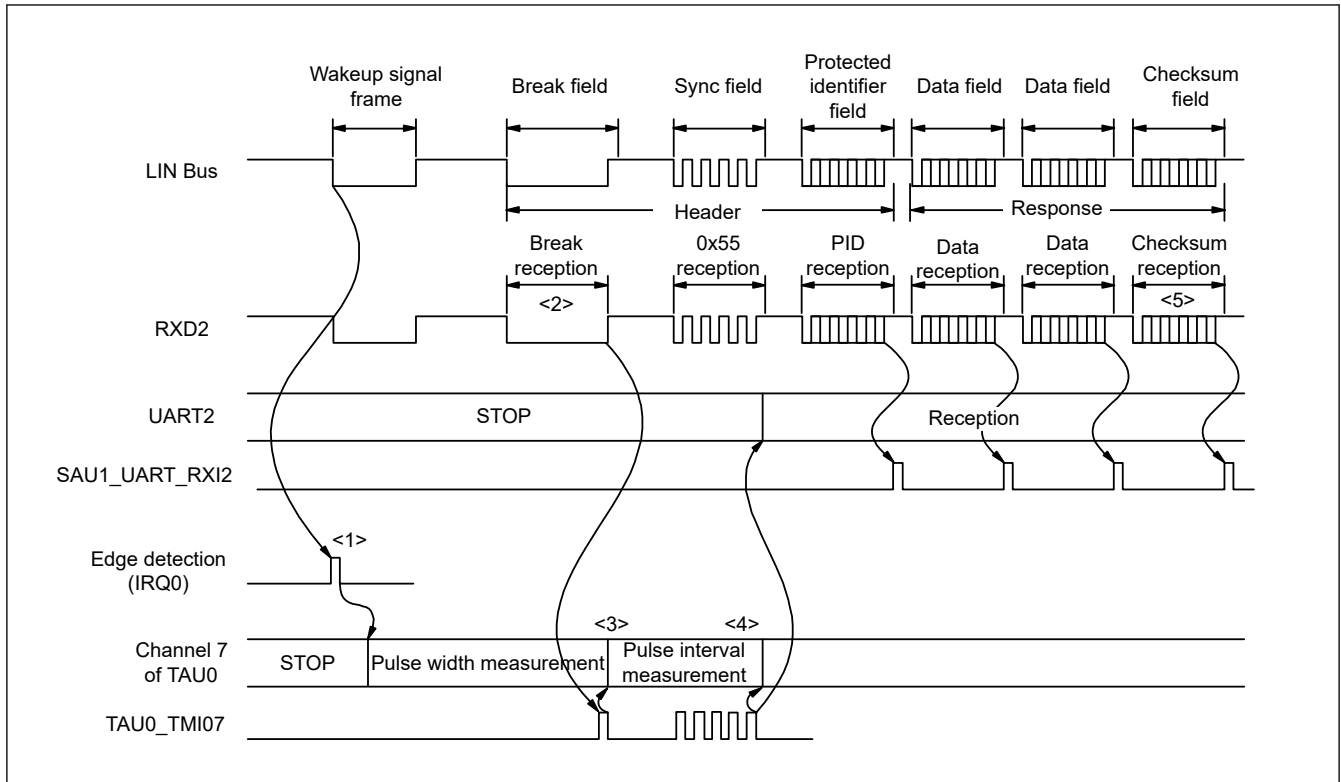 Wakeup signal
frame
Break field
Sync field
Protected
identifier
field
Data field
Data field
Checksum
field
LIN Bus
Header
Response
Break
reception
0x55
reception
PID
reception
Data
reception
Data
reception
Checksum
reception
<2>
<5>
RXD2
UART2
STOP
Reception
SAU1_UART_RXI2
<1>
Edge detection
(IRQ0)
<3>
<4>
Channel 7
of TAU0
STOP
Pulse width measurement
Pulse interval
measurement
TAU0_TMI07